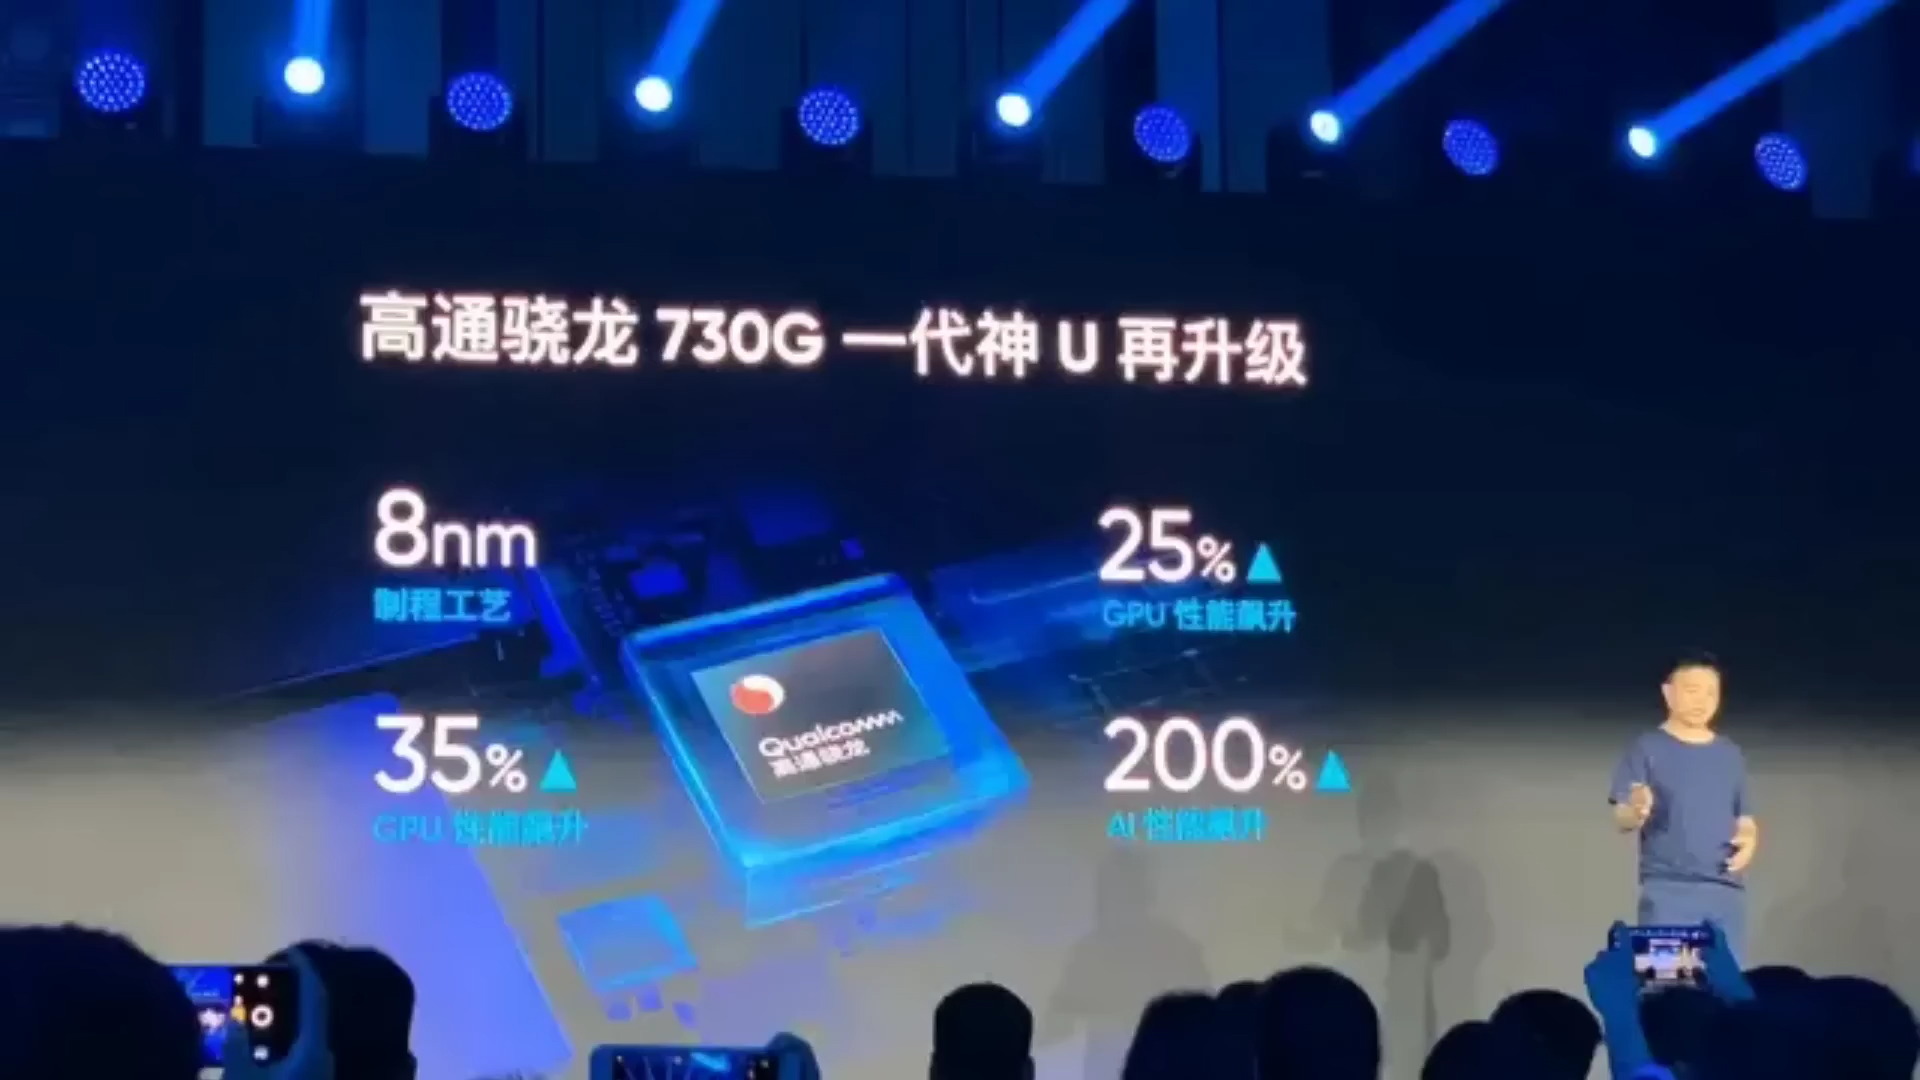 高通骁龙 730G 一代神 U 再升级
8nm
制程工艺
25%▲
GPU 性能飙升
35%▲
GPU 性能飙升
200%▲
AI 性能飙升
Qualcomm
高通骁龙